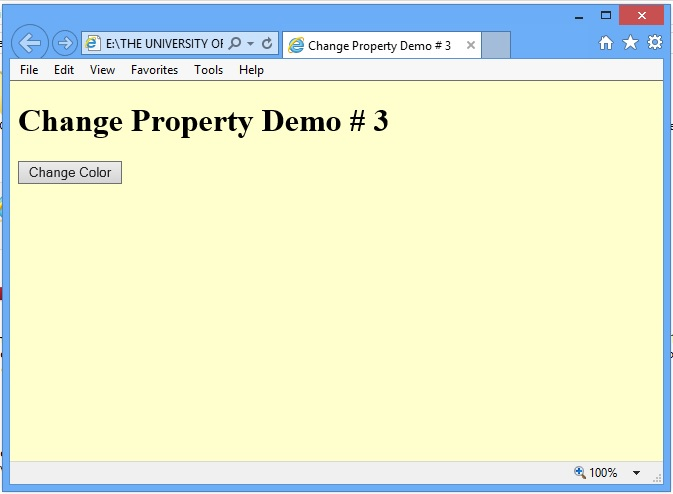 E:\THE UNIVERSITY OF
Change Property Demo # 3
File Edit View Favorites Tools Help
Change Property Demo # 3
Change Color
100%